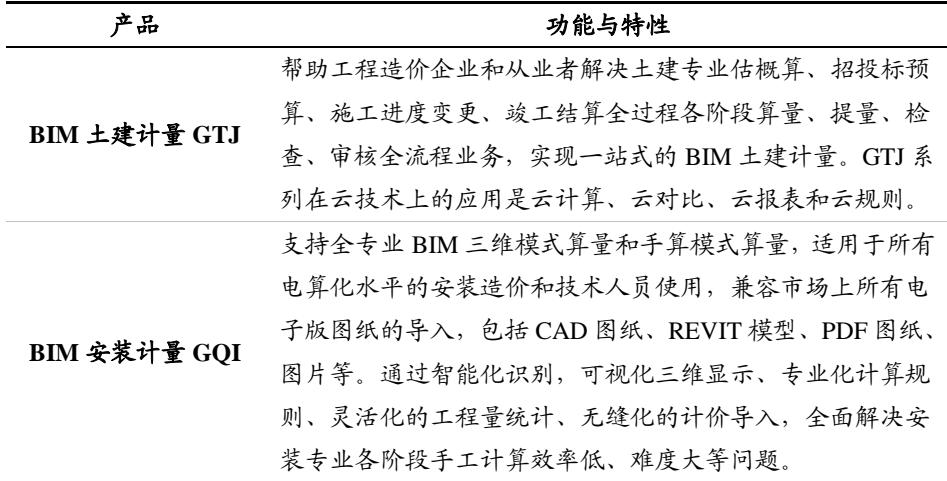 产品 功能与特性
帮助工程造价企业和从业者解决土建专业估概算、招投标预
算、施工进度变更、竣工结算全过程各阶段算量、提量、检
BIM 土建计量 GTJ
查、审核全流程业务，实现一站式的 BIM 土建计量。GTJ 系
列在云技术上的应用是云计算、云对比、云报表和云规则。
支持全专业 BIM 三维模式算量和手算模式算量，适用于所有
电算化水平的安装造价和技术人员使用，兼容市场上所有电
子版图纸的导入，包括 CAD 图纸、REVIT 模型、PDF 图纸、
BIM 安装计量 GQI
图片等。通过智能化识别，可视化三维显示、专业化计算规
则、灵活化的工程量统计、无缝化的计价导入，全面解决安
装专业各阶段手工计算效率低、难度大等问题。